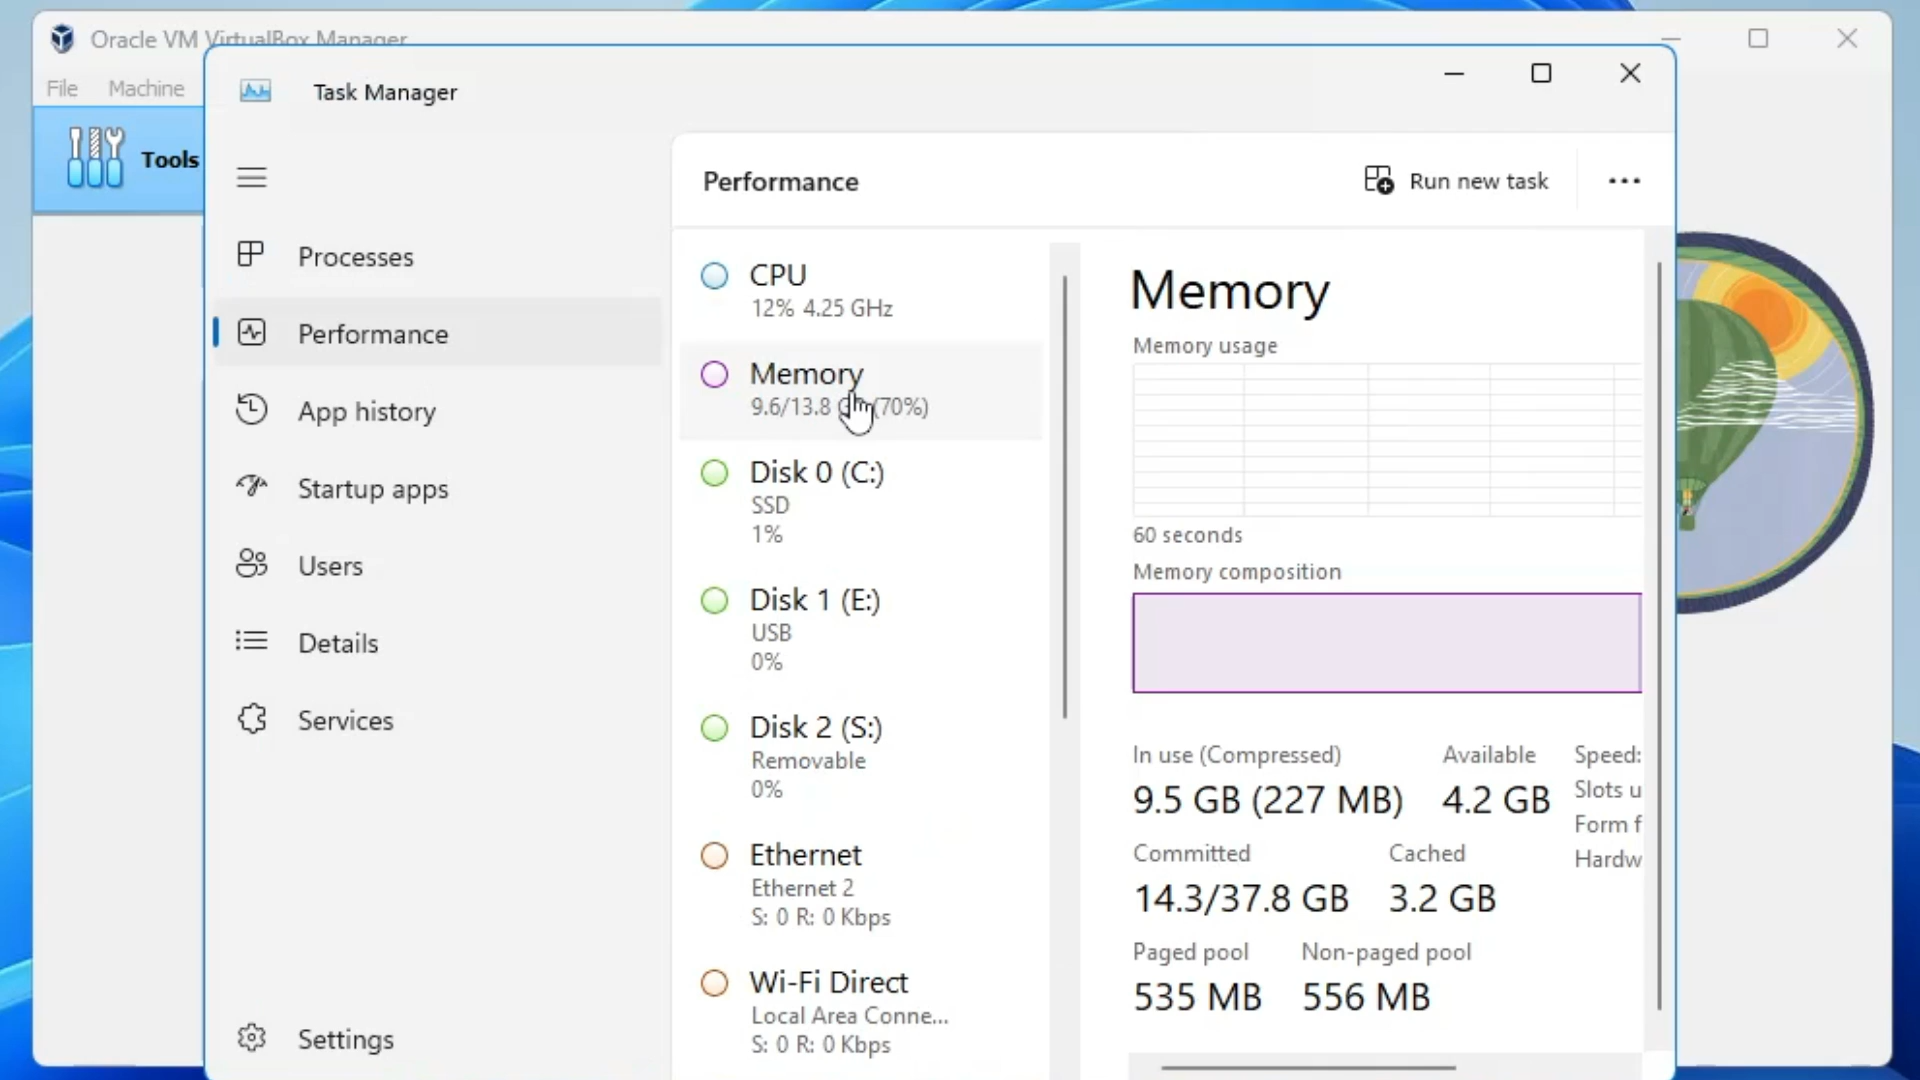 Oracle VM VirtualBox Manager
File Machine
Tools
Task Manager
Processes
Performance
App history
Startup apps
Users
Details
Services
Settings
Performance
Run new task
CPU
12% 4.25 GHz
Memory
9.6/13.8 (70%)
Disk 0 (C:)
SSD
1%
Disk 1 (E:)
USB
0%
Disk 2 (S:)
Removable
0%
Ethernet
Ethernet 2
S: 0 R: 0 Kbps
Wi-Fi Direct
Local Area Conne...
S: 0 R: 0 Kbps
Memory
Memory usage
60 seconds
Memory composition
In use (Compressed)
9.5 GB (227 MB)
Available
4.2 GB
Committed
14.3/37.8 GB
Cached
3.2 GB
Paged pool
535 MB
Non-paged pool
556 MB
Speed:
Slots u
Form f
Hardw